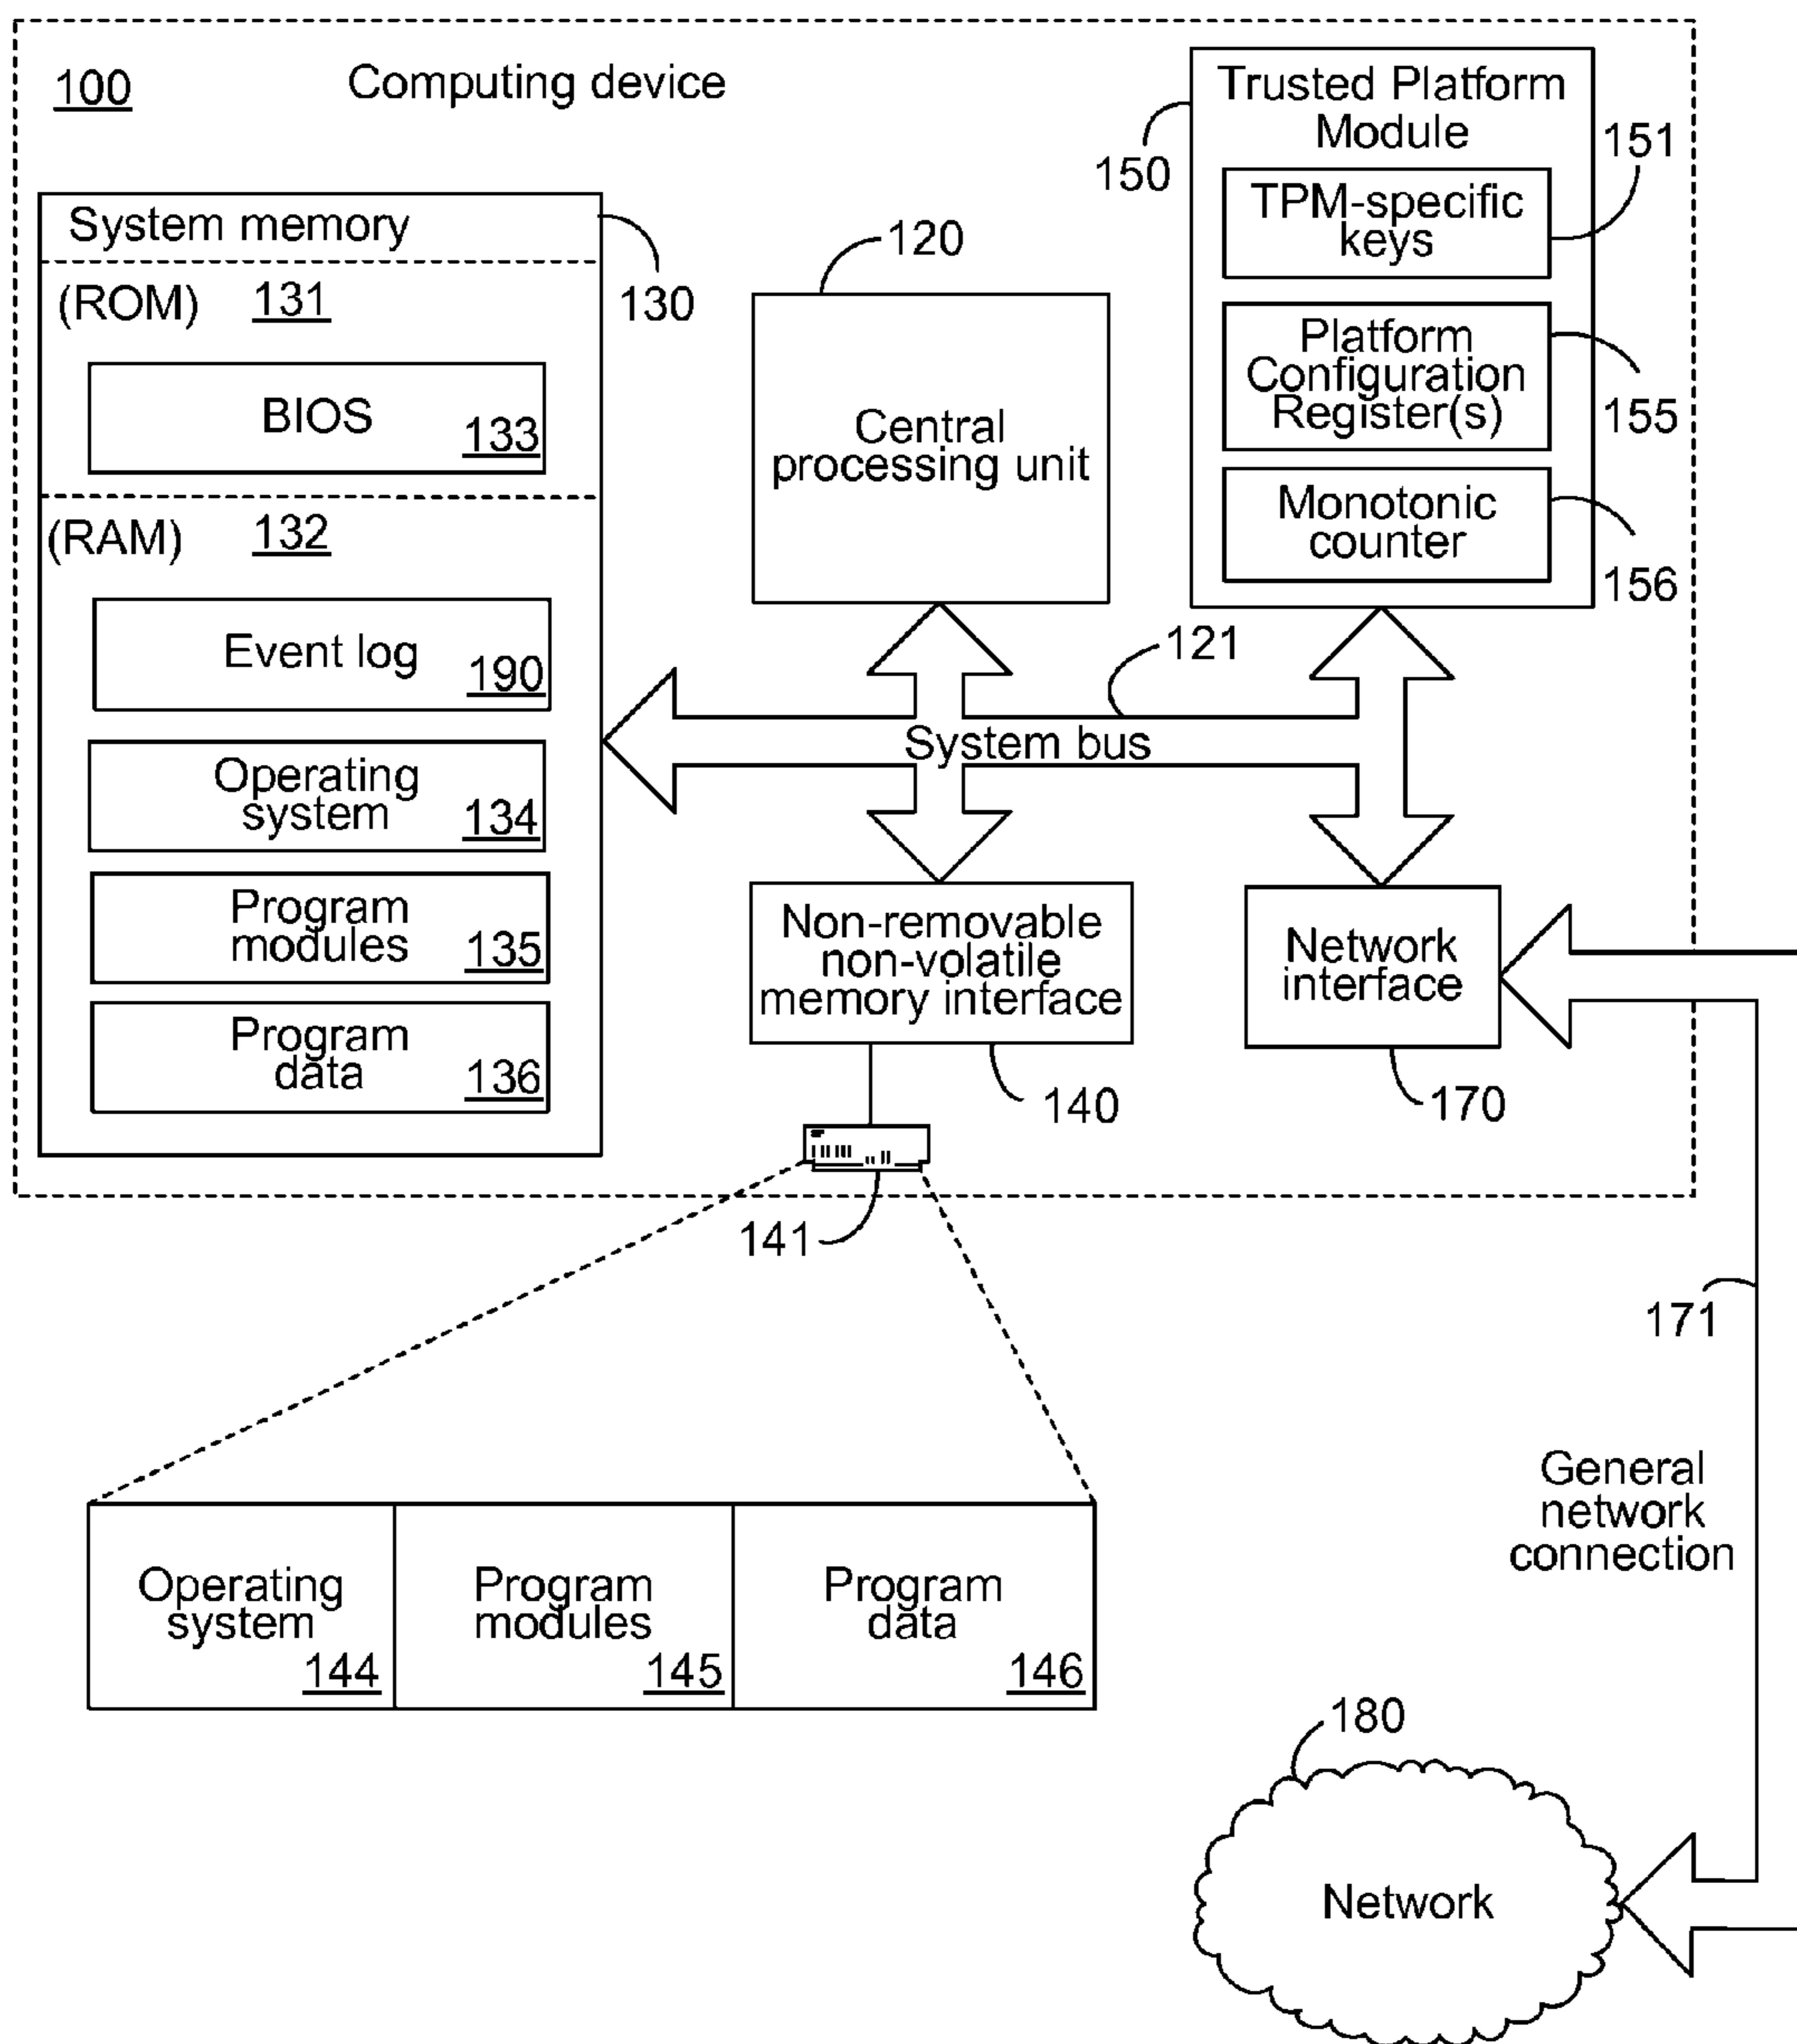 100
Computing device
Trusted Platform
Module
150
151
TPM-specific
keys
Platform
Configuration
Register(s)
155
Monotonic
counter
156
System memory
130
(ROM)
131
BIOS
133
(RAM)
132
Event log
190
Operating
system
134
Program
modules
135
Program
data
136
120
Central
processing unit
121
System bus
Non-removable
non-volatile
memory interface
140
Network
interface
170
141
171
General
network
connection
Operating
system
144
Program
modules
145
Program
data
146
180
Network